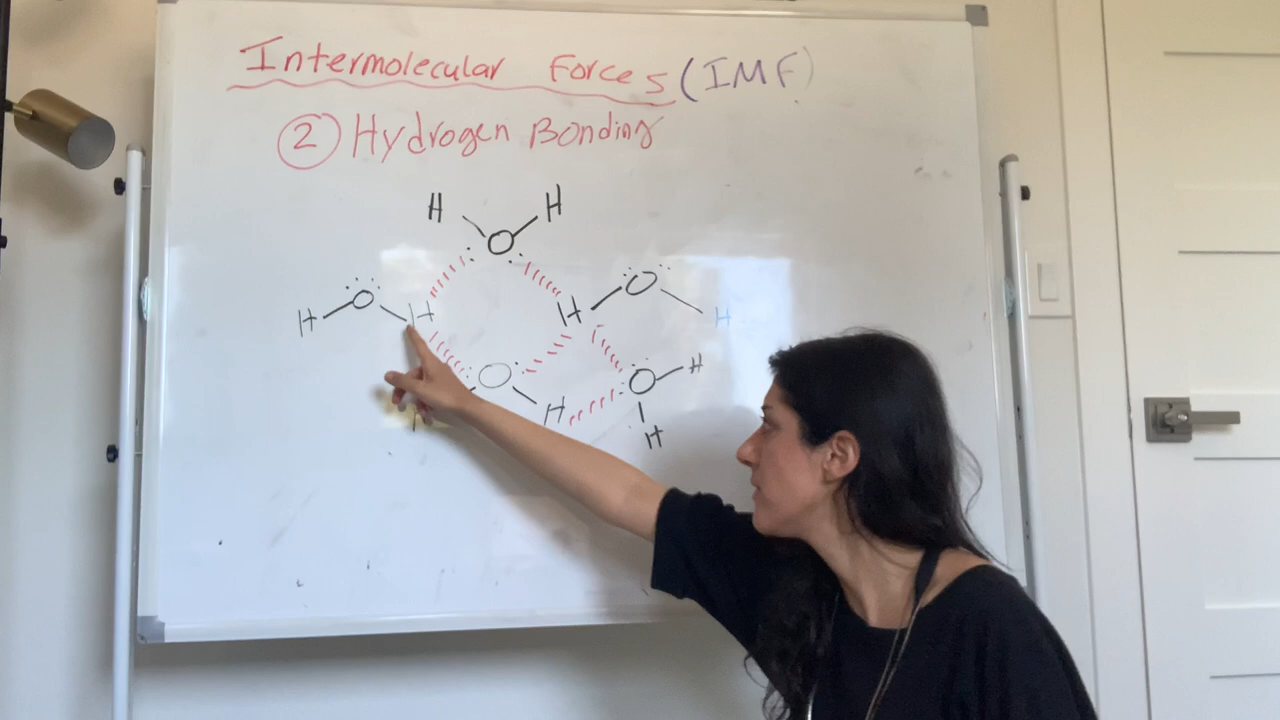 Intermolecular Forces (IMF)
② Hydrogen Bonding
H H
O
O
H O H
H H
O O H
H
H